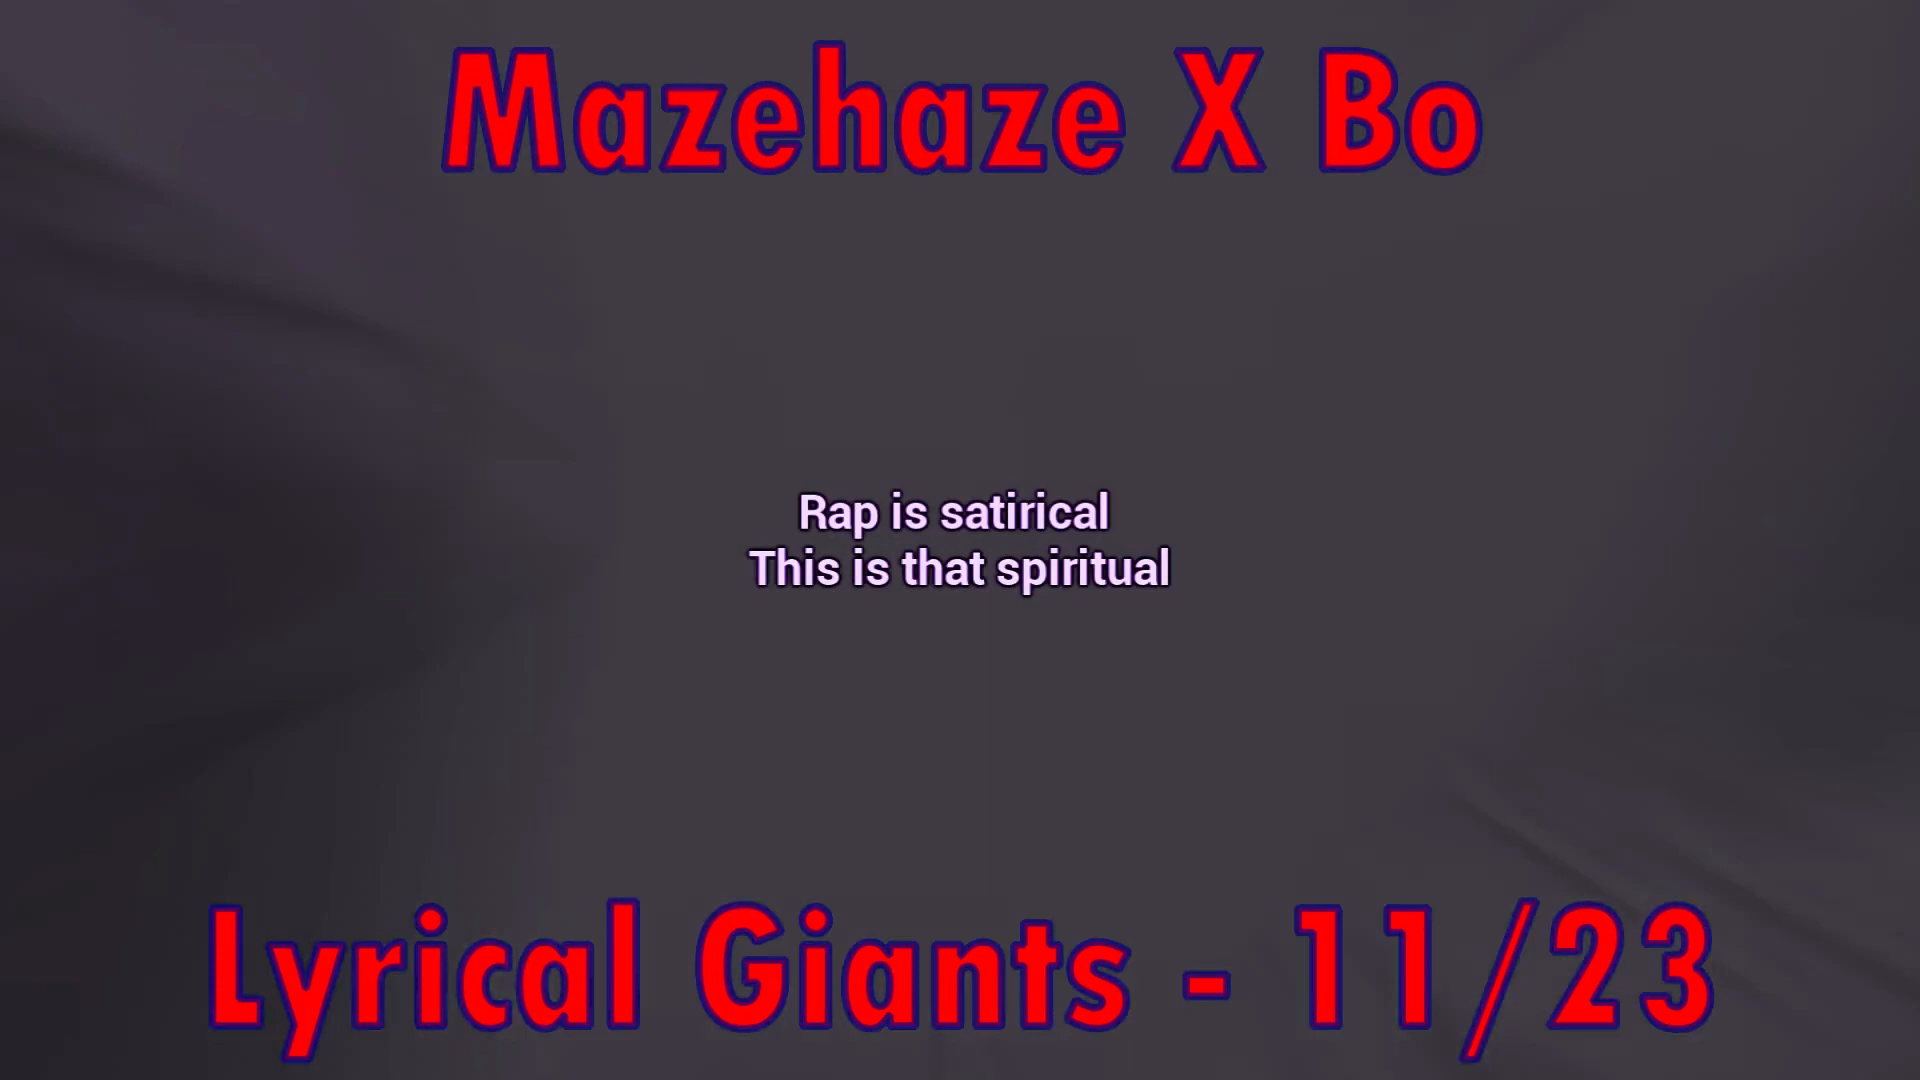 Mazehaze X Bo
Rap is satirical
This is that spiritual
Lyrical Giants - 11/23